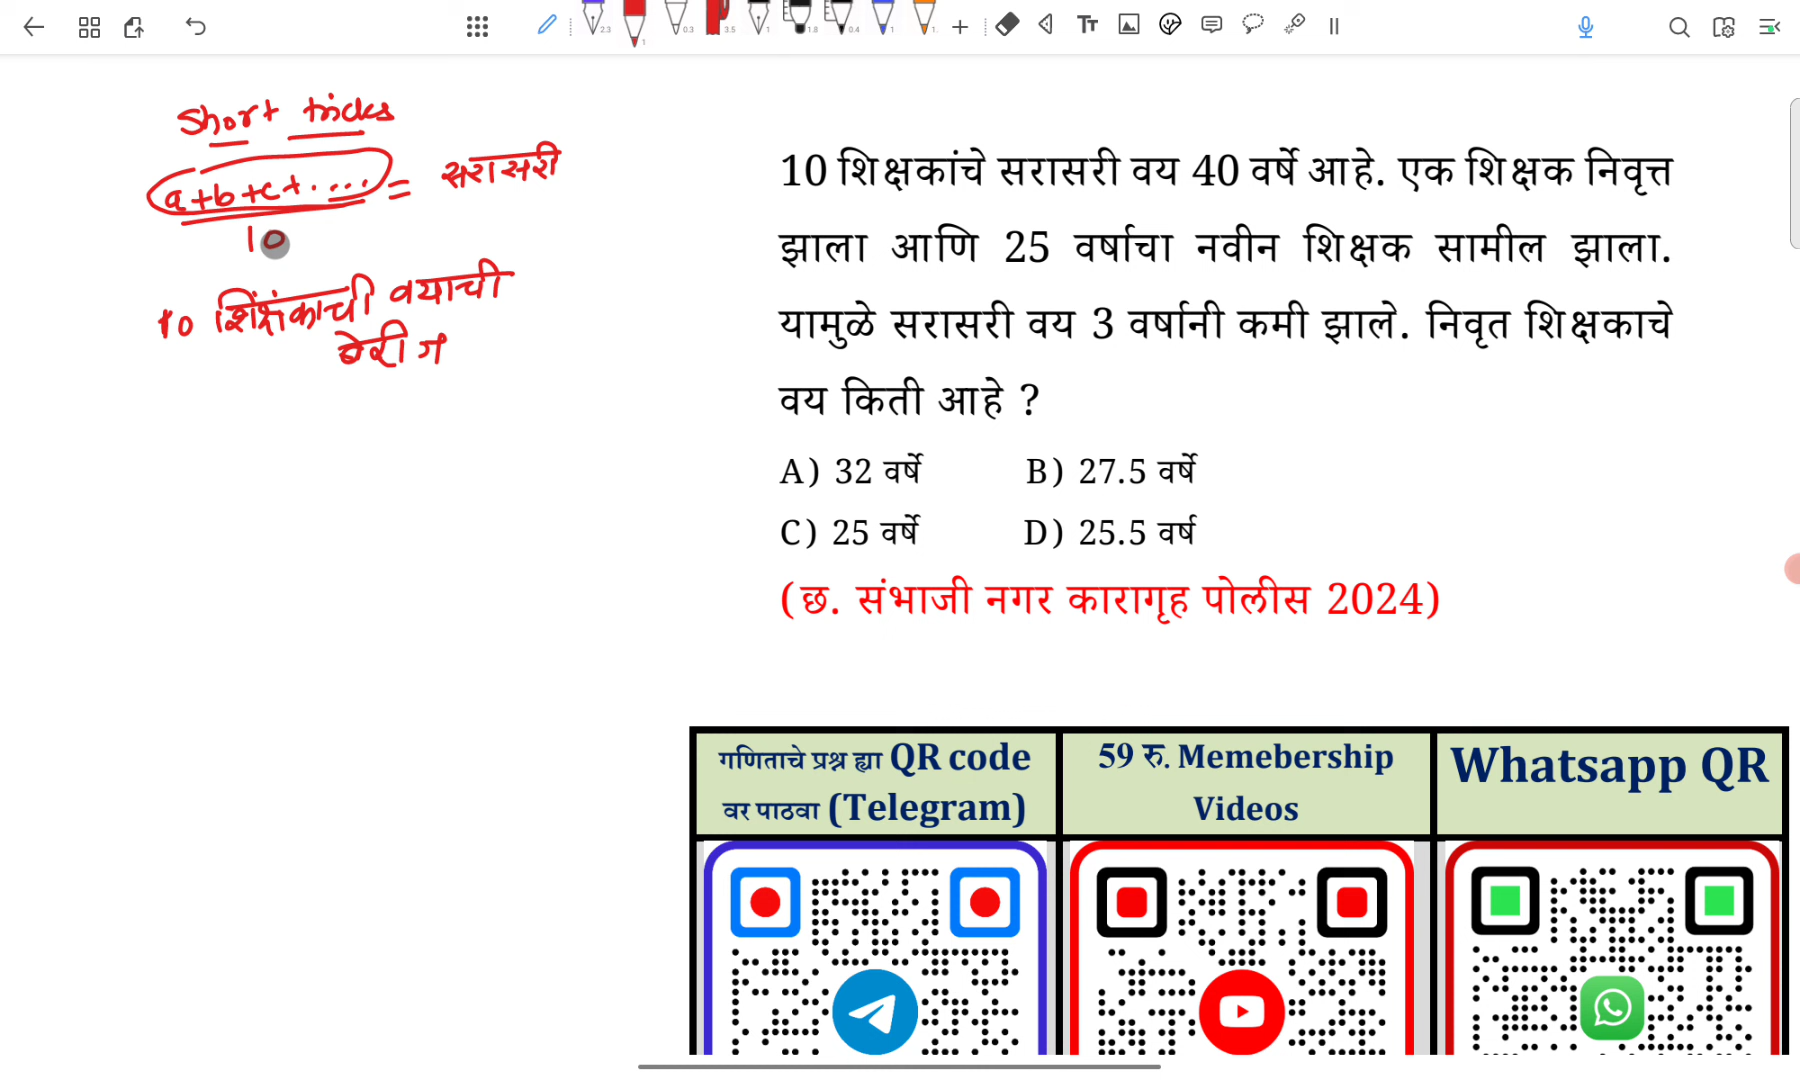 Short tricks
a+b+c+..... = सरासरी
10
10 शिक्षंकाची वयाची
बेरीज
10 शिक्षकांचे सरासरी वय 40 वर्षे आहे. एक शिक्षक निवृत्त
झाला आणि 25 वर्षाचा नवीन शिक्षक सामील झाला.
यामुळे सरासरी वय 3 वर्षानी कमी झाले. निवृत शिक्षकाचे
वय किती आहे ?
A) 32 वर्षे B) 27.5 वर्षे
C) 25 वर्षे D) 25.5 वर्ष
(छ. संभाजी नगर कारागृह पोलीस 2024)
गणिताचे प्रश्न ह्या QR code
वर पाठवा (Telegram)
59 रु. Memebership
Videos
Whatsapp QR